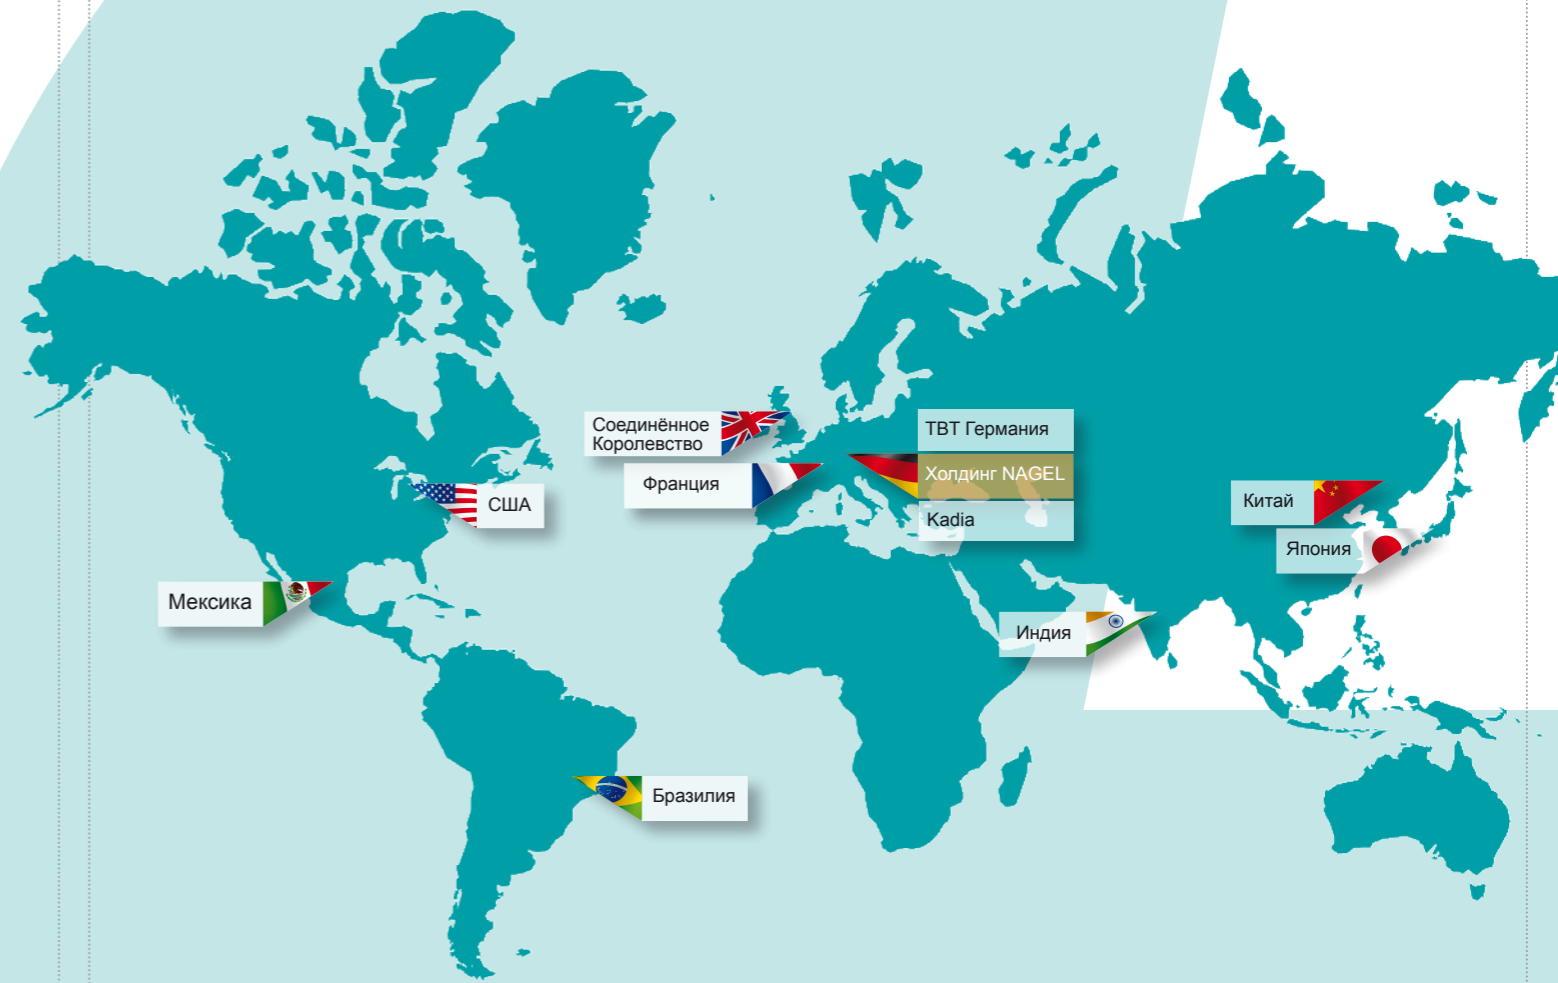 Соединённое
Королевство
Франция
США
Мексика
Бразилия
ТВТ Германия
Холдинг NAGEL
Kadia
Китай
Япония
Индия